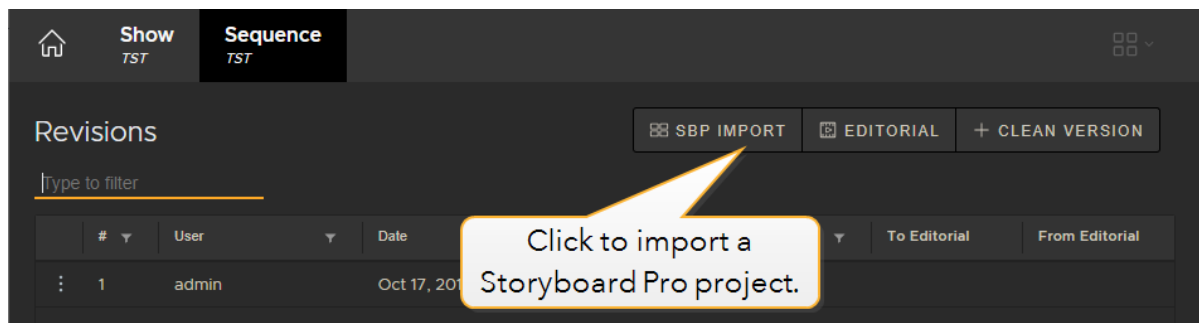 Show
TST
Sequence
TST
Revisions
SBP IMPORT
EDITORIAL
+ CLEAN VERSION
Type to filter
# User Date To Editorial From Editorial
1 admin Oct 17, 201
Click to import a
Storyboard Pro project.